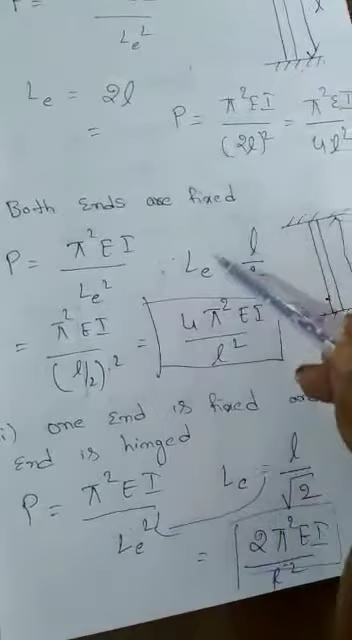 P =
Le²
Le = 2l
= P = π²EI / (2l)² = π²EI / 4l²
Both Ends are fixed
P = π²EI / Le² ∴ Le l
= π²EI / (l/2)² = 4π²EI / l²
i) one End is fixed
End is hinged
P = π²EI / Le² Le = l / √2
= 2π²EI / l²